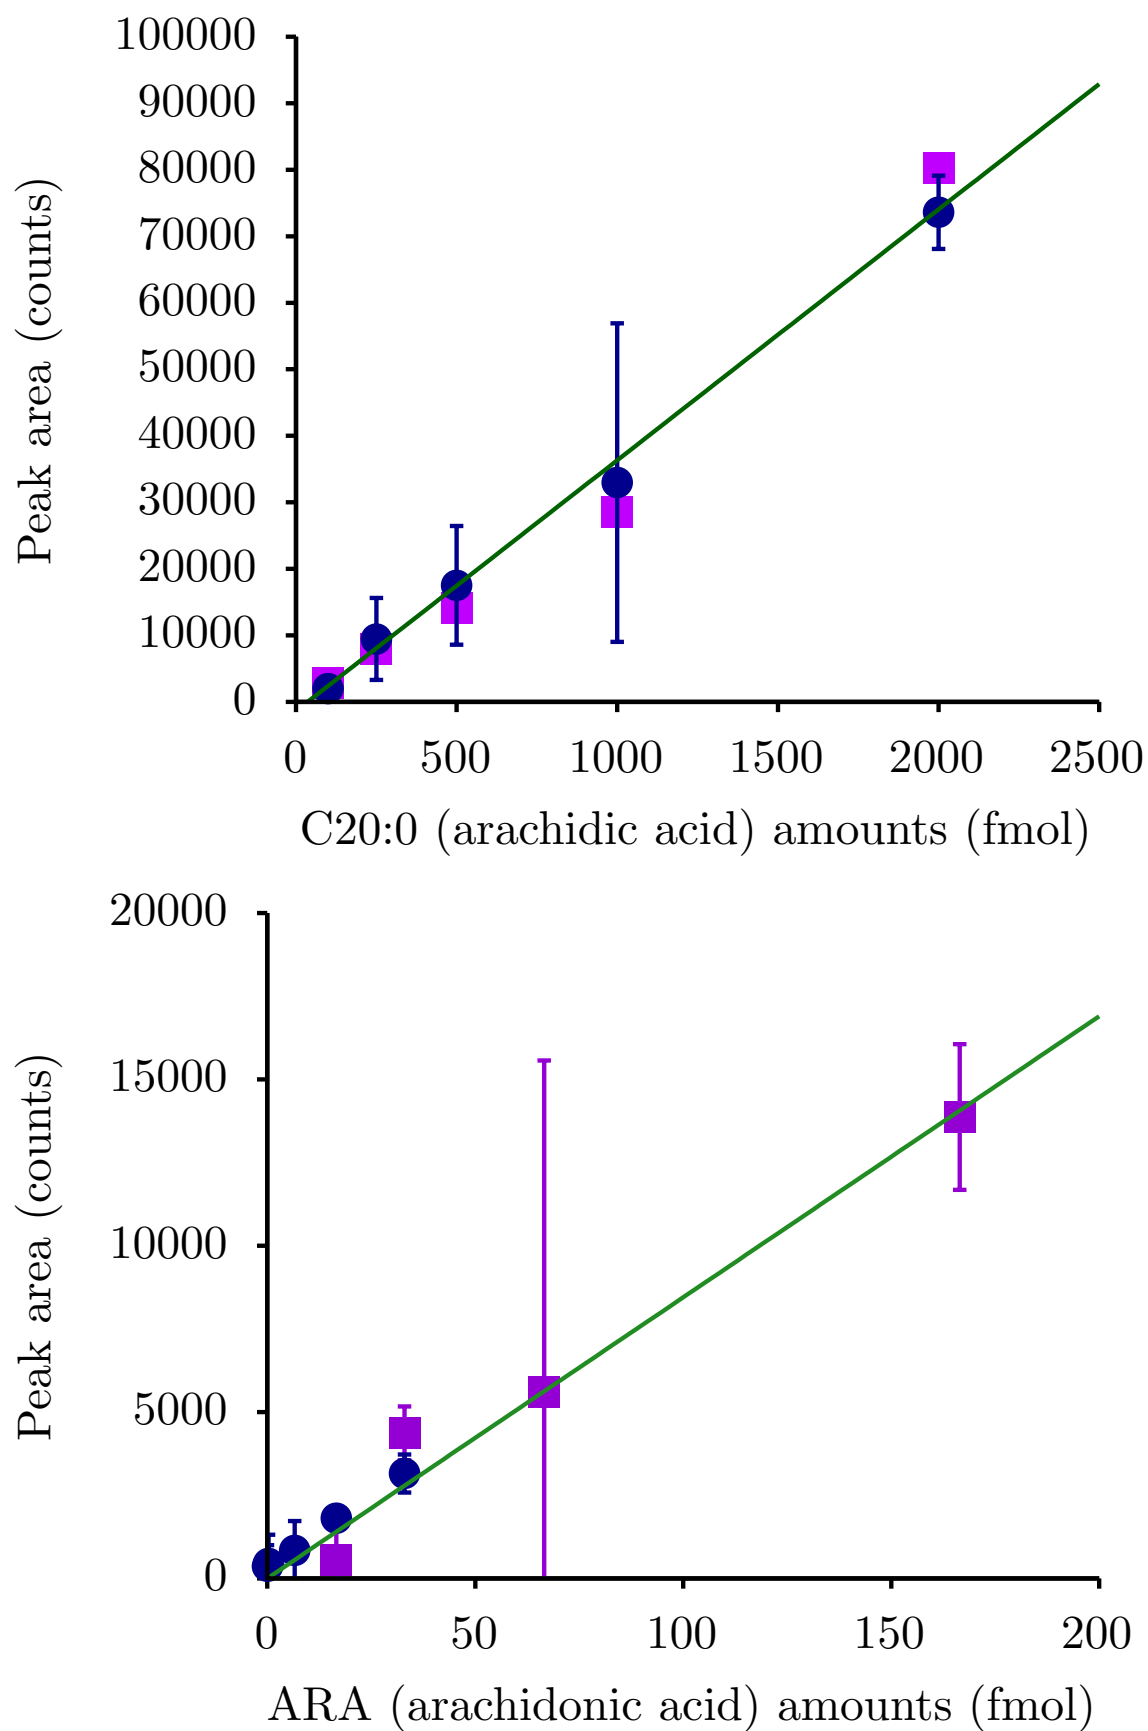 100000
90000
80000
70000
60000
50000
40000
30000
20000
10000
0
Peak area (counts)
0 500 1000 1500 2000 2500
C20:0 (arachidic acid) amounts (fmol)
20000
15000
10000
5000
0
Peak area (counts)
0 50 100 150 200
ARA (arachidonic acid) amounts (fmol)